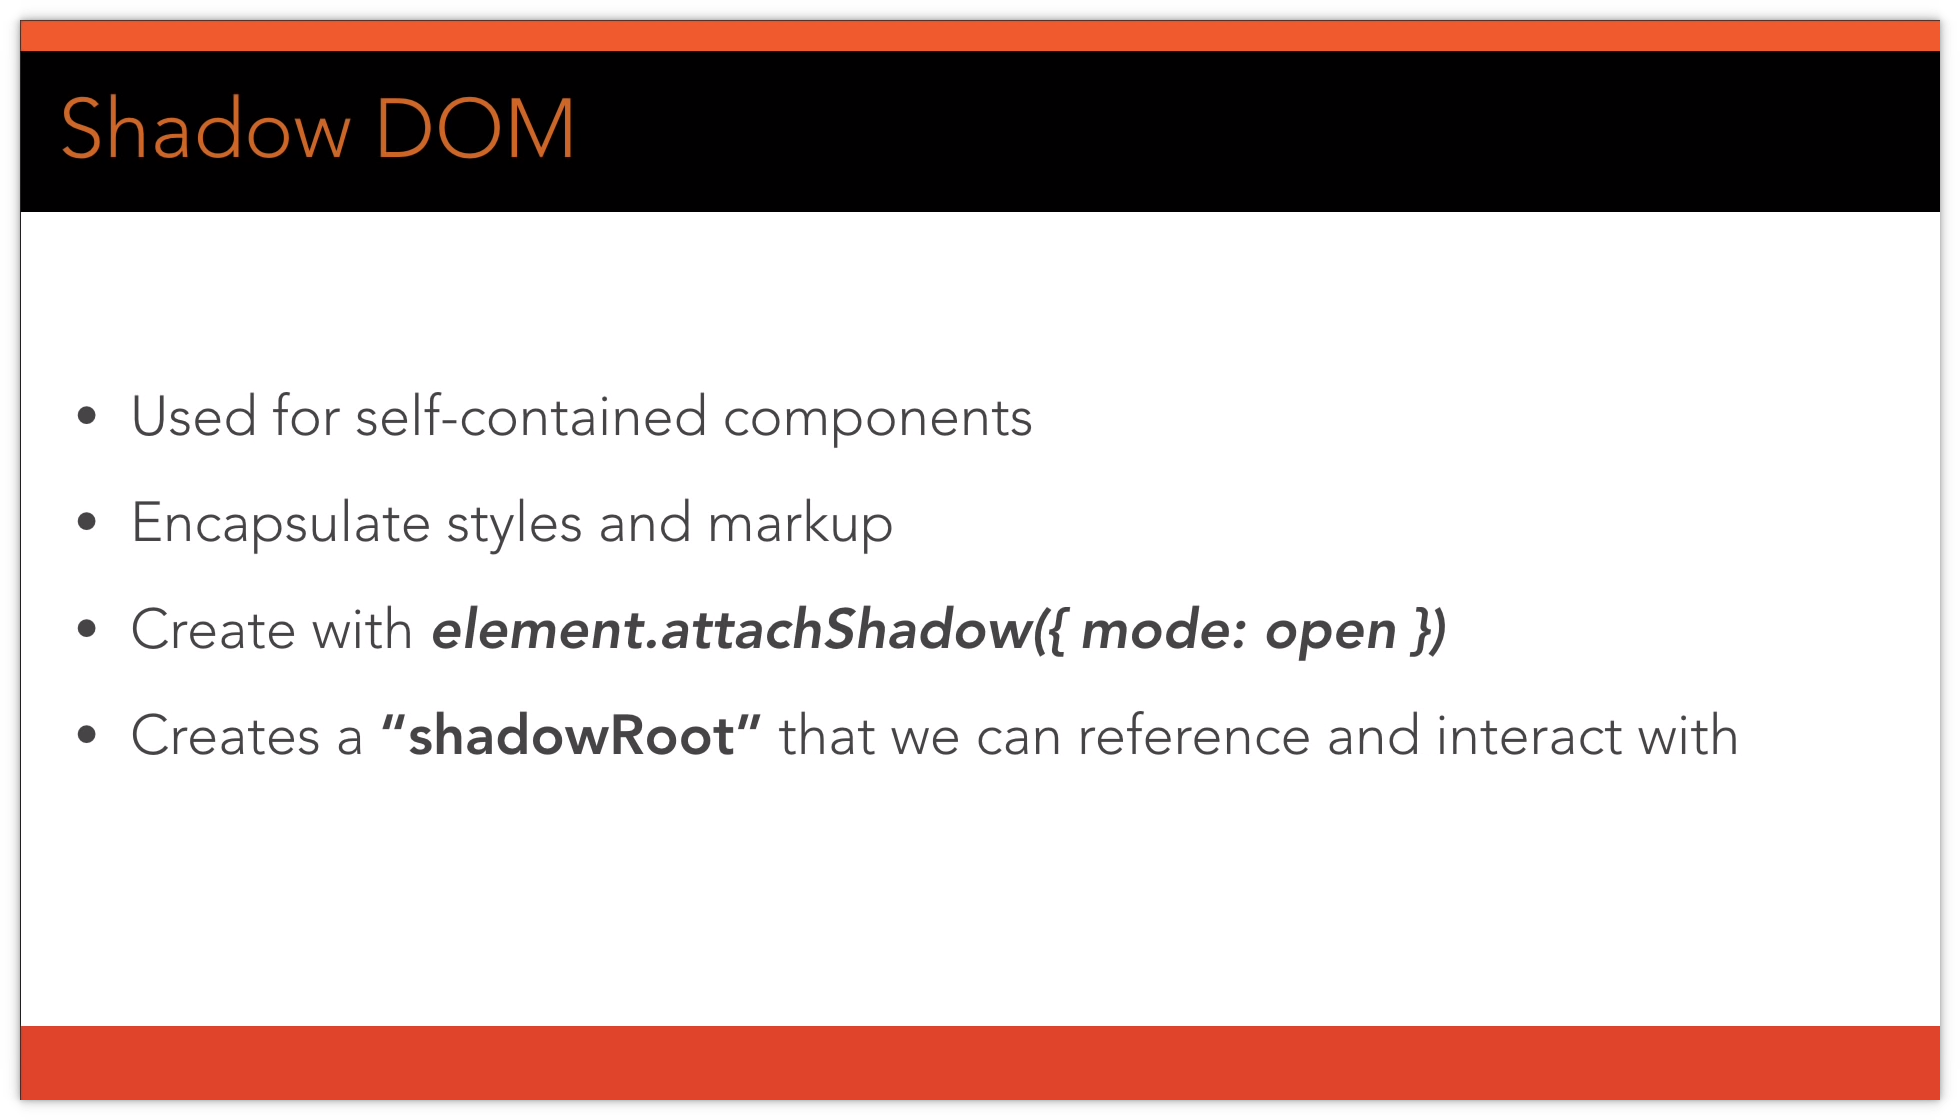 Shadow DOM
• Used for self-contained components
• Encapsulate styles and markup
• Create with element.attachShadow({ mode: open })
• Creates a “shadowRoot” that we can reference and interact with